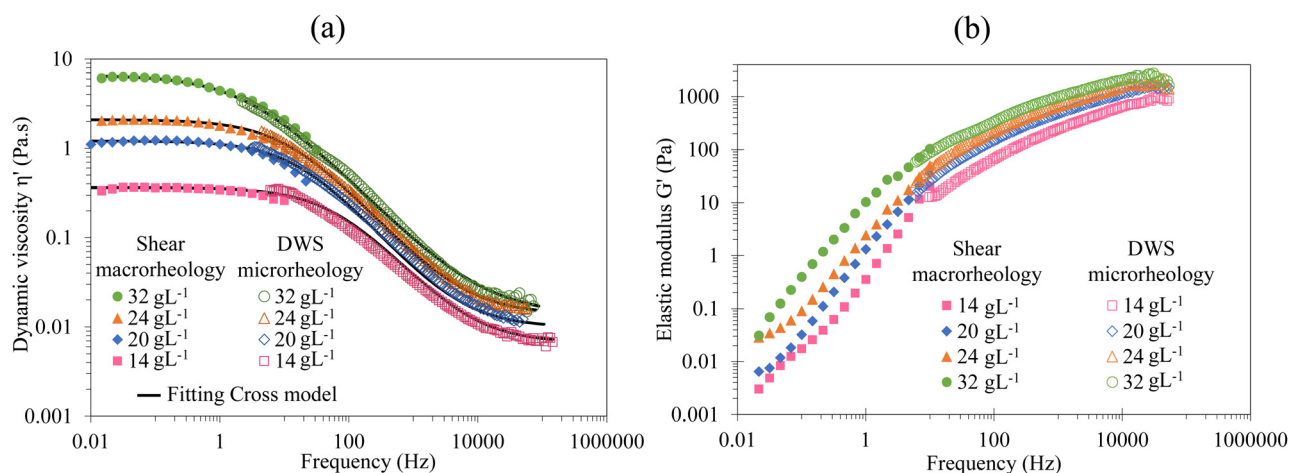 (a)
Dynamic viscosity η' (Pa.s)
10
1
0.1
0.01
0.001
Shear
macrorheology
32 gL-1
24 gL-1
20 gL-1
14 gL-1
DWS
microrheology
32 gL-1
24 gL-1
20 gL-1
14 gL-1
Fitting Cross model
0.01
1
100
10000
1000000
Frequency (Hz)
(b)
Elastic modulus G' (Pa)
1000
100
10
1
0.1
0.01
0.001
Shear
macrorheology
14 gL-1
20 gL-1
24 gL-1
32 gL-1
DWS
microrheology
14 gL-1
20 gL-1
24 gL-1
32 gL-1
0.01
1
100
10000
1000000
Frequency (Hz)